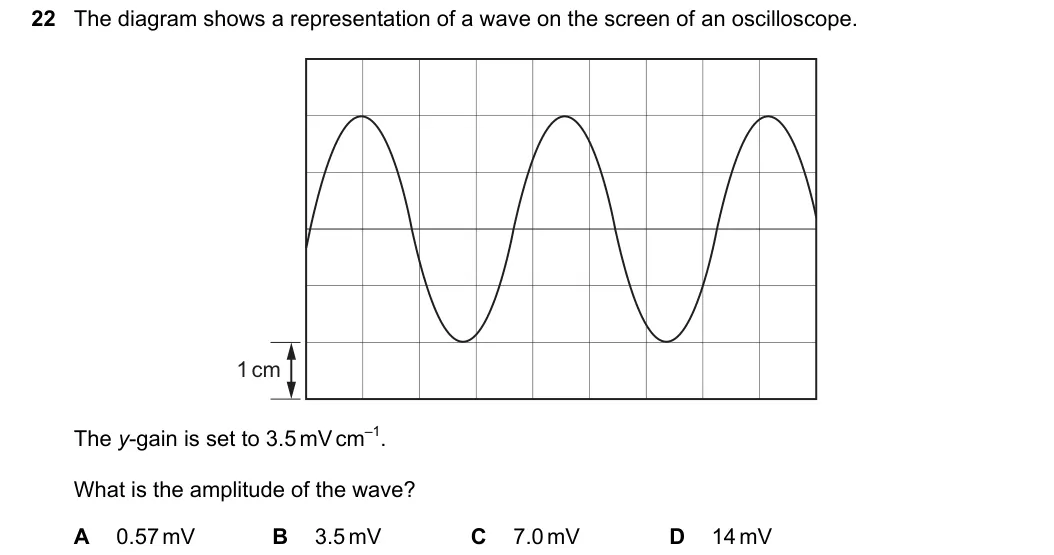 22 The diagram shows a representation of a wave on the screen of an oscilloscope.
1 cm
The y-gain is set to 3.5 mV cm⁻¹.
What is the amplitude of the wave?
A 0.57 mV B 3.5 mV C 7.0 mV D 14 mV